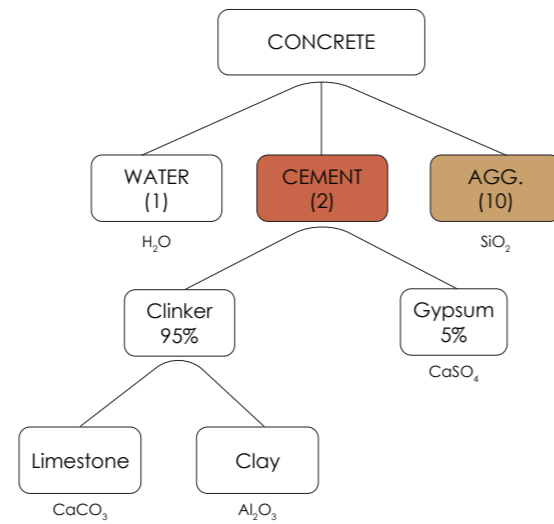 CONCRETE
WATER
(1)
CEMENT
(2)
AGG.
(10)
H₂O
SiO₂
Clinker
95%
Gypsum
5%
CaSO₄
Limestone
Clay
CaCO₃
Al₂O₃